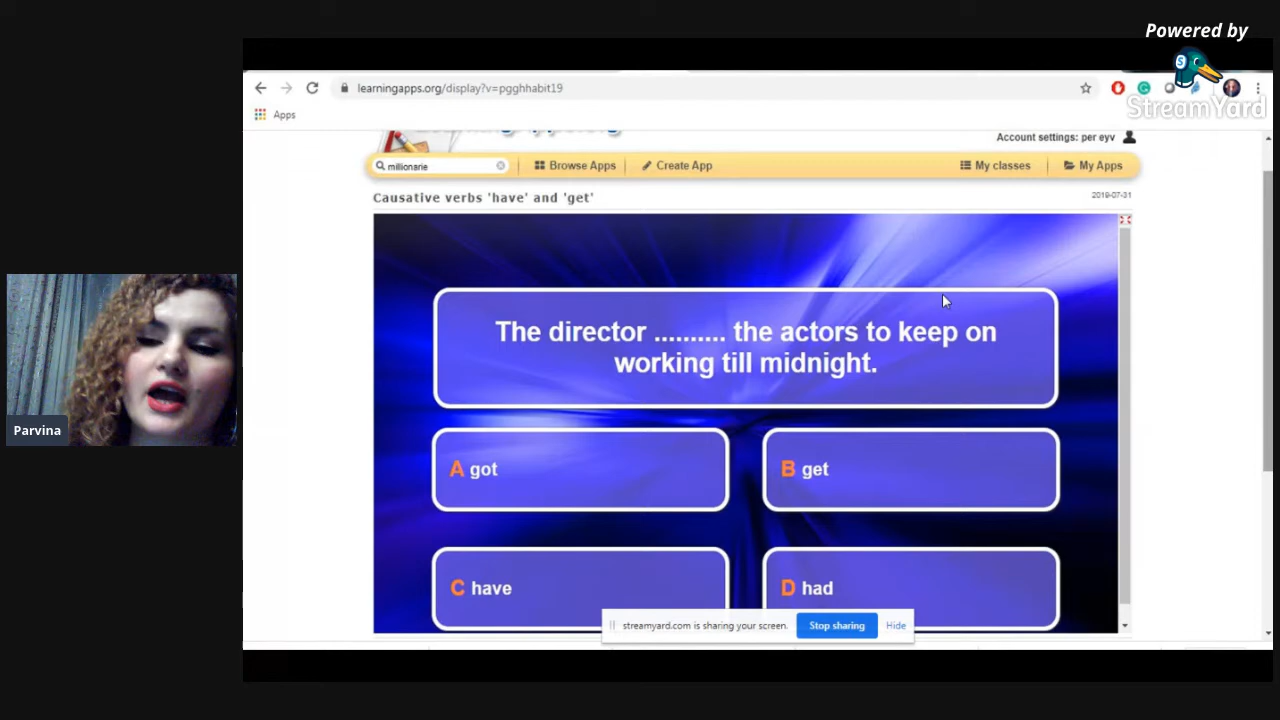 Powered by
StreamYard
learningapps.org/display?v=pgghhabit19
Apps
Account settings: per eyv
millionarie
Browse Apps
Create App
My classes
My Apps
Causative verbs 'have' and 'get'
2019-07-31
The director .......... the actors to keep on
working till midnight.
A got
B get
C have
D had
Parvina
streamyard.com is sharing your screen.
Stop sharing
Hide